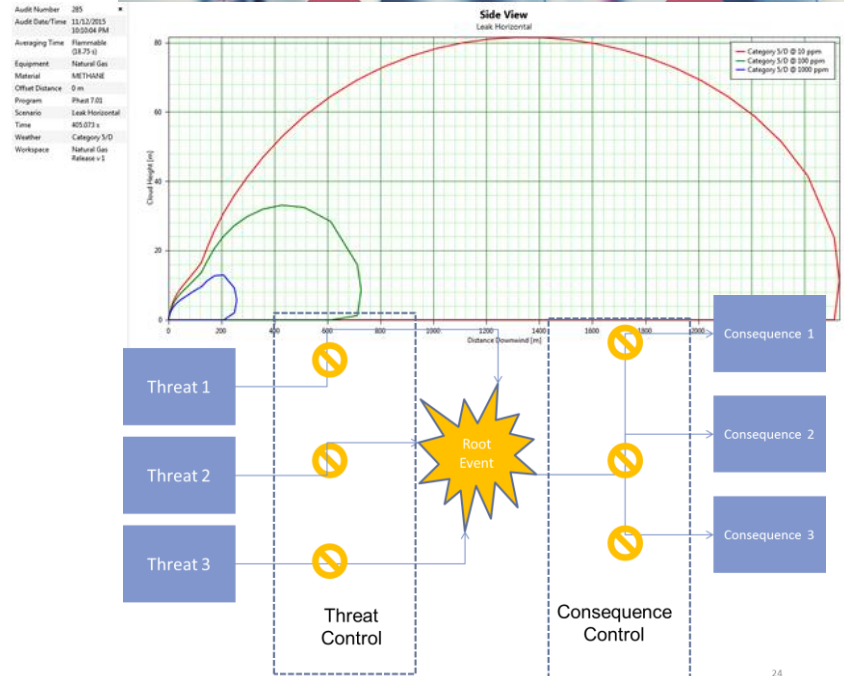 Audit Number 285
Audit Date/Time 11/12/2015
10:10:04 PM
Averaging Time Flammable
(18.75 s)
Equipment Natural Gas
Material METHANE
Offset Distance 0 m
Program Phast 7.01
Scenario Leak Horizontal
Time 405.073 s
Weather Category 5/D
Workspace Natural Gas
Release v 1
Side View
Leak Horizontal
Category 5/D @ 10 ppm
Category 5/D @ 100 ppm
Category 5/D @ 1000 ppm
Cloud Height [m]
80
60
40
20
0
0 200 400 600 800 1000 1200 1400 1600 1800 2000
Distance Downwind [m]
Threat 1
Threat 2
Threat 3
Root
Event
Consequence 1
Consequence 2
Consequence 3
Threat
Control
Consequence
Control
24